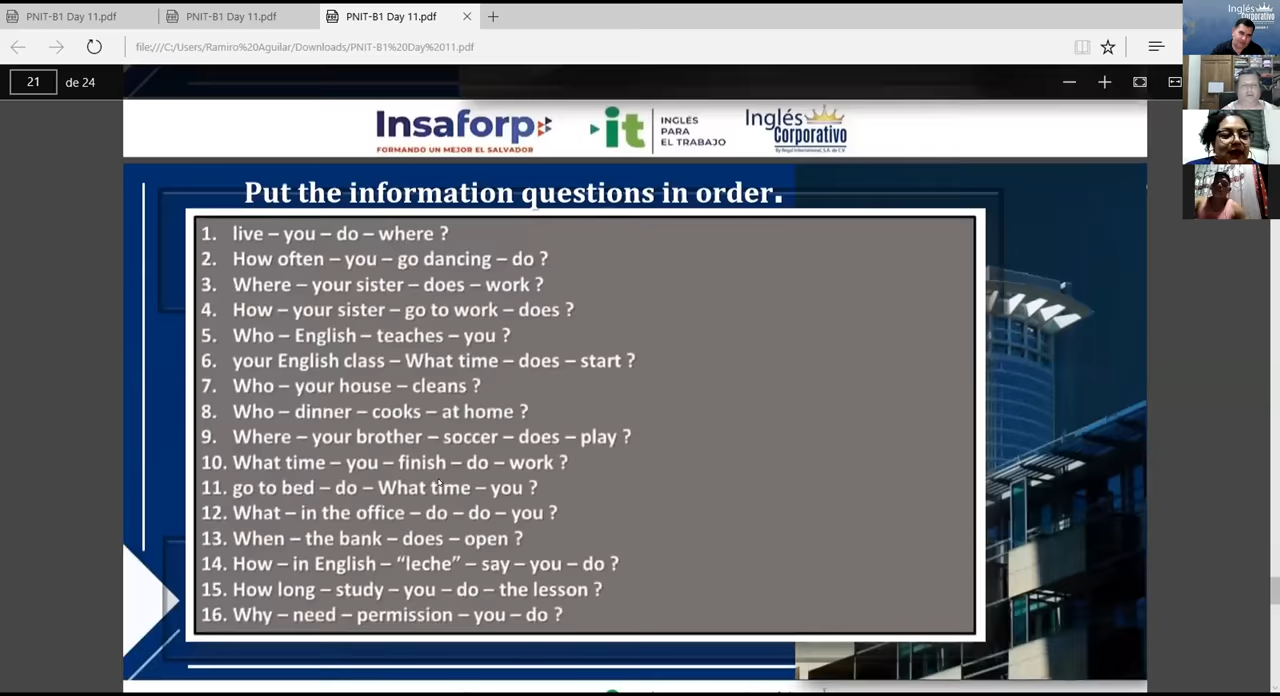 PNIT-B1 Day 11.pdf
PNIT-B1 Day 11.pdf
PNIT-B1 Day 11.pdf
file:///C:/Users/Ramiro%20Aguilar/Downloads/PNIT-B1%20Day%2011.pdf
21 de 24
Inglés
Corporativo
Insaforp
FORMANDO UN MEJOR EL SALVADOR
it
INGLÉS
PARA
EL TRABAJO
Inglés
Corporativo
By Regal International, S.A. de C.V.
Put the information questions in order.
1. live – you – do – where ?
2. How often – you – go dancing – do ?
3. Where – your sister – does – work ?
4. How – your sister – go to work – does ?
5. Who – English – teaches – you ?
6. your English class – What time – does – start ?
7. Who – your house – cleans ?
8. Who – dinner – cooks – at home ?
9. Where – your brother – soccer – does – play ?
10. What time – you – finish – do – work ?
11. go to bed – do – What time – you ?
12. What – in the office – do – do – you ?
13. When – the bank – does – open ?
14. How – in English – “leche” – say – you – do ?
15. How long – study – you – do – the lesson ?
16. Why – need – permission – you – do ?